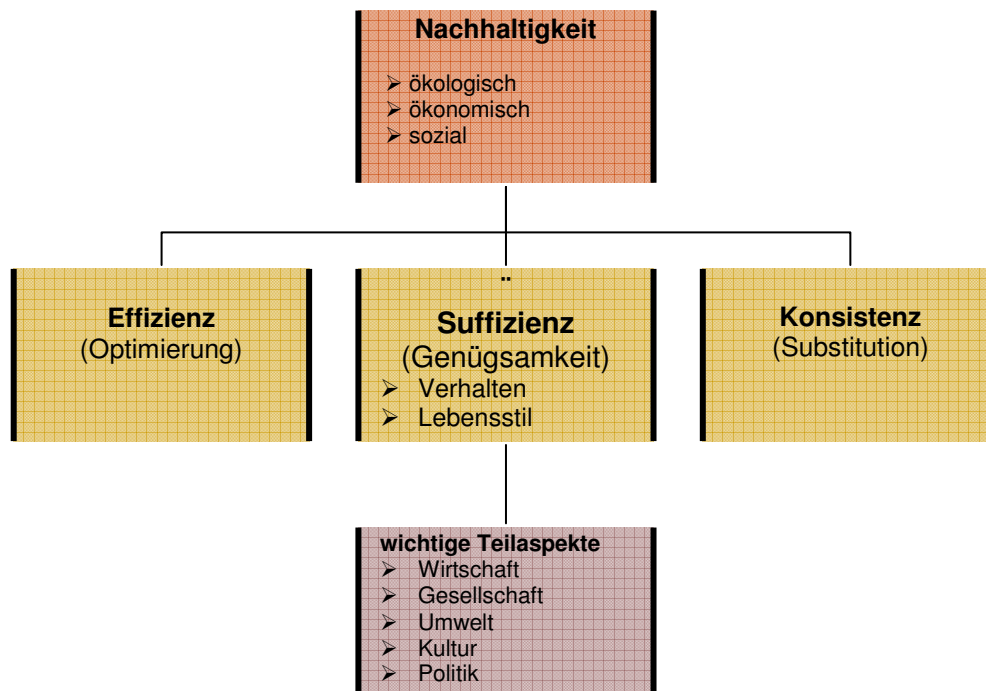 Nachhaltigkeit
➢ ökologisch
➢ ökonomisch
➢ sozial
Effizienz
(Optimierung)
¨
Suffizienz
(Genügsamkeit)
➢ Verhalten
➢ Lebensstil
Konsistenz
(Substitution)
wichtige Teilaspekte
➢ Wirtschaft
➢ Gesellschaft
➢ Umwelt
➢ Kultur
➢ Politik